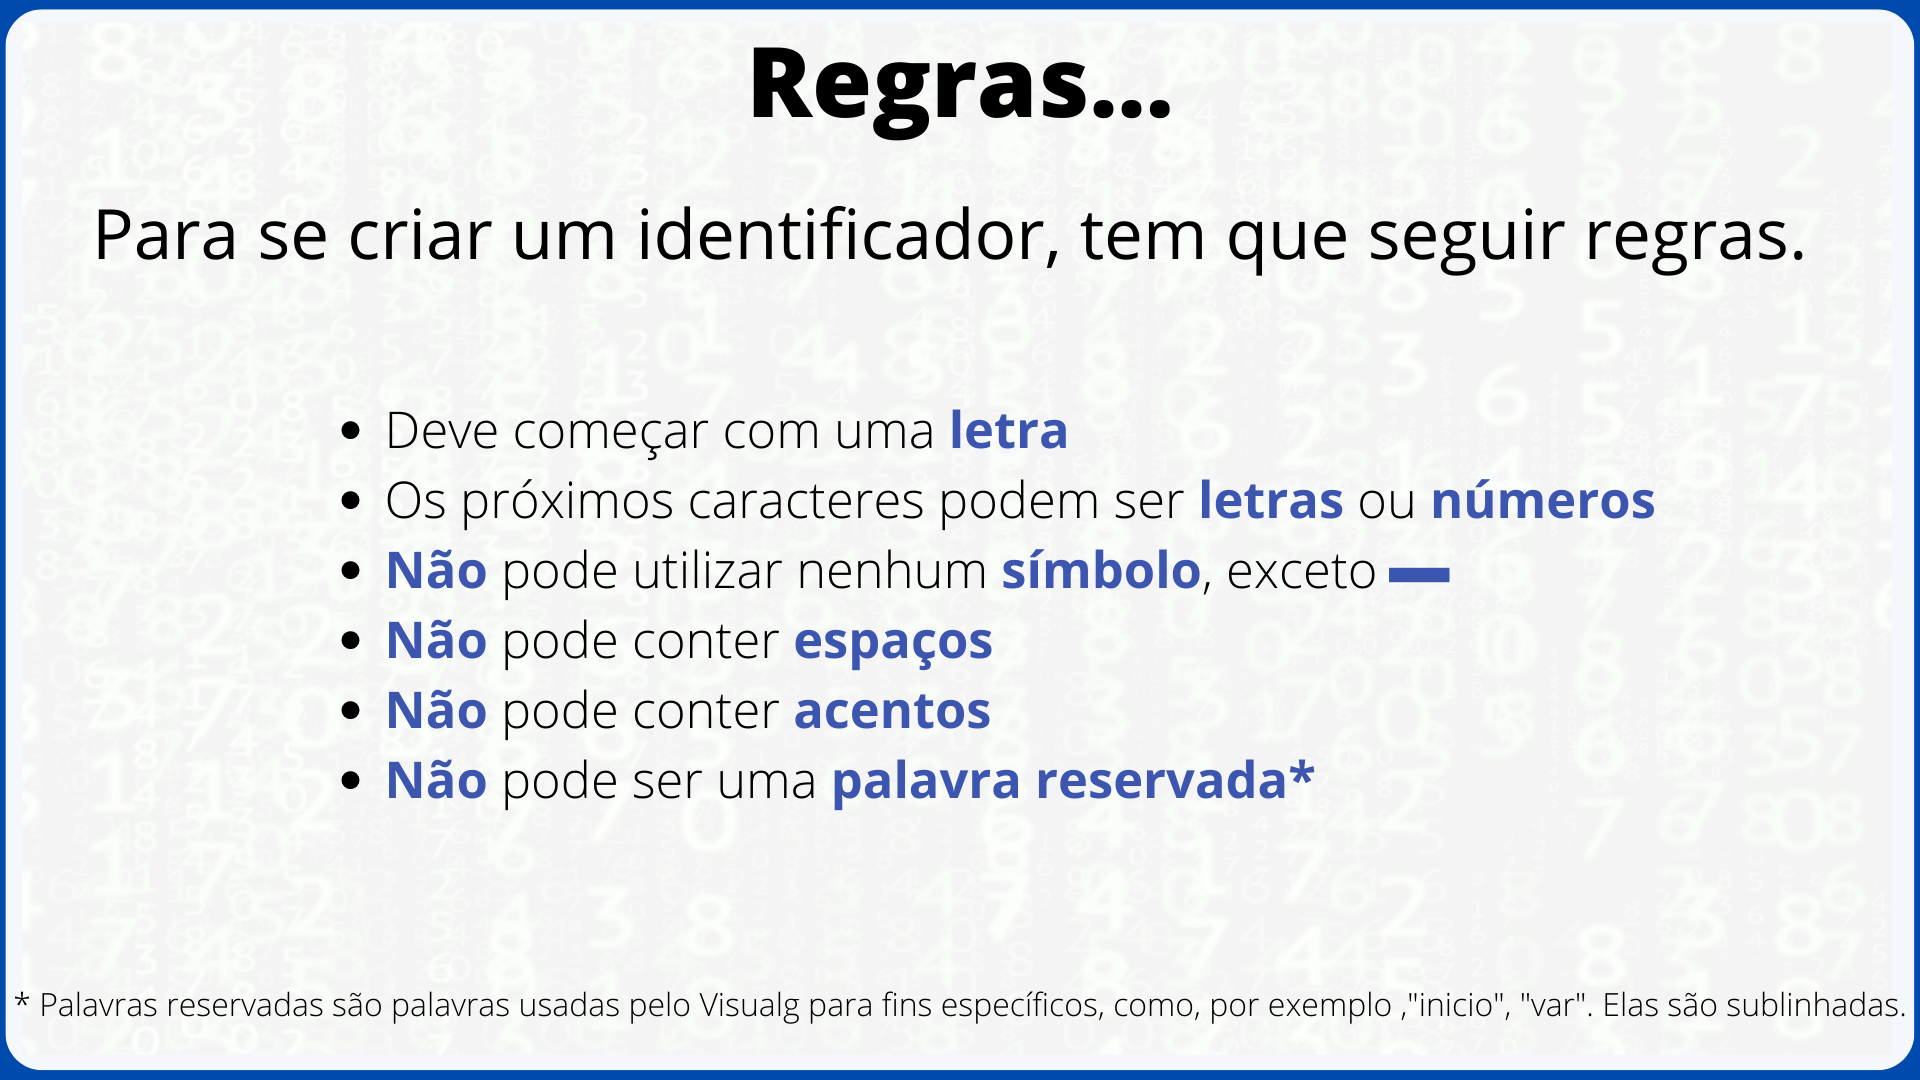 Regras...
Para se criar um identificador, tem que seguir regras.
• Deve começar com uma letra
• Os próximos caracteres podem ser letras ou números
• Não pode utilizar nenhum símbolo, exceto _
• Não pode conter espaços
• Não pode conter acentos
• Não pode ser uma palavra reservada*
* Palavras reservadas são palavras usadas pelo Visualg para fins específicos, como, por exemplo ,"inicio", "var". Elas são sublinhadas.